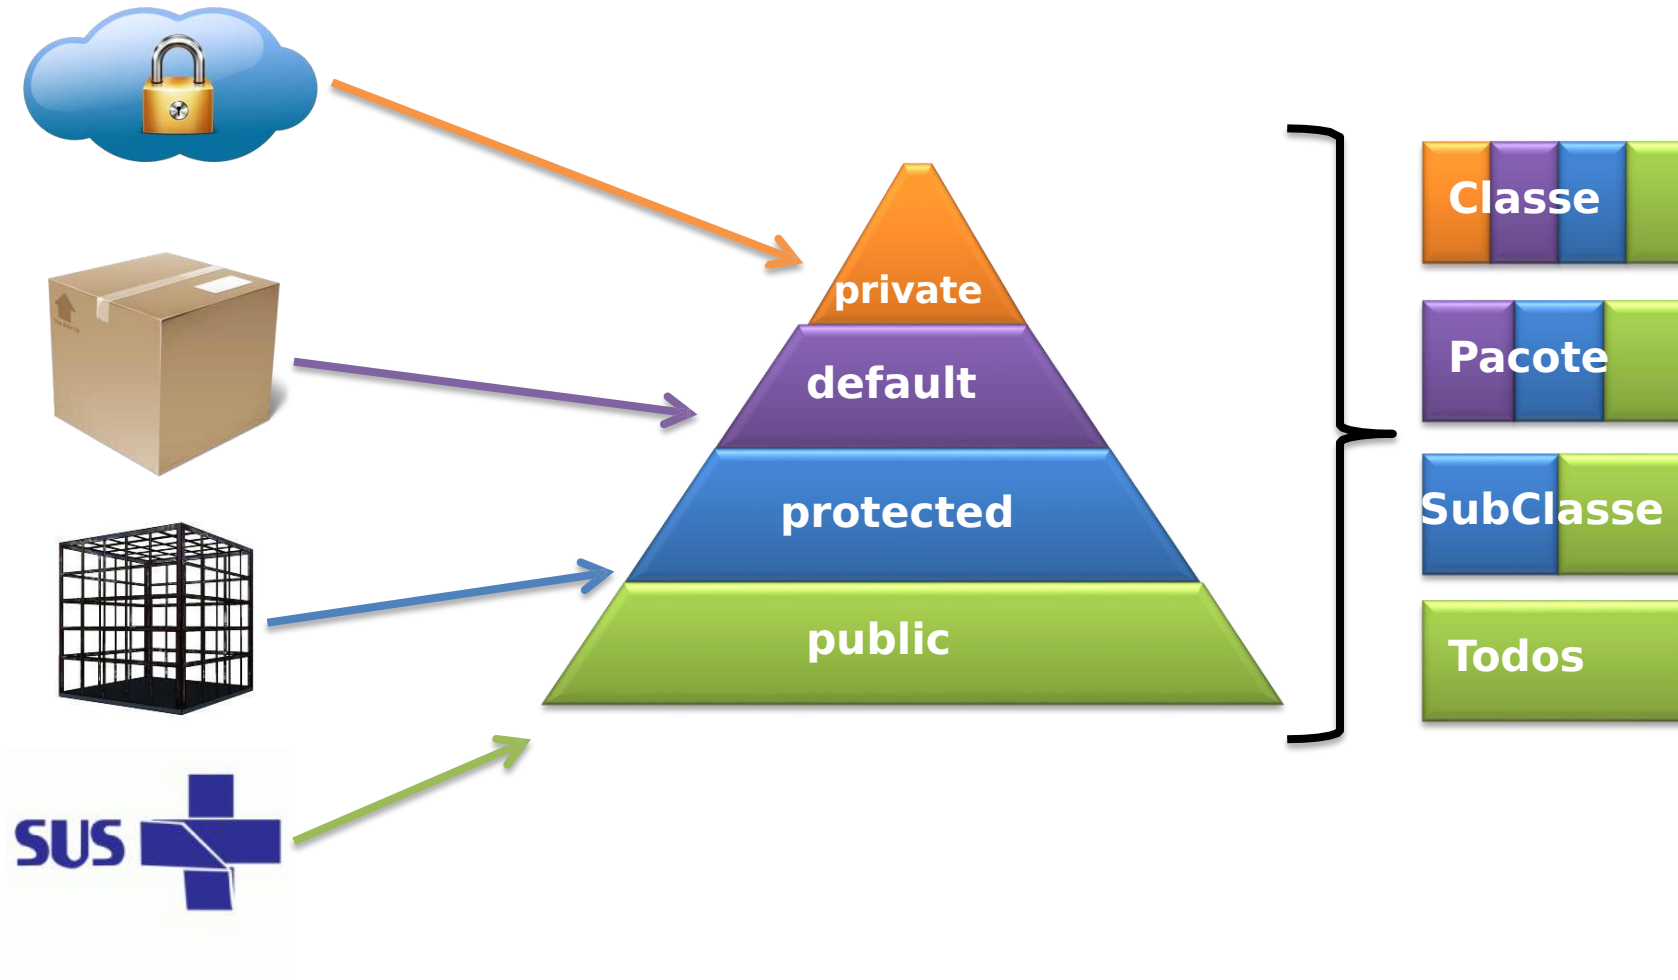 private
default
protected
public
Classe
Pacote
SubClasse
Todos
SUS